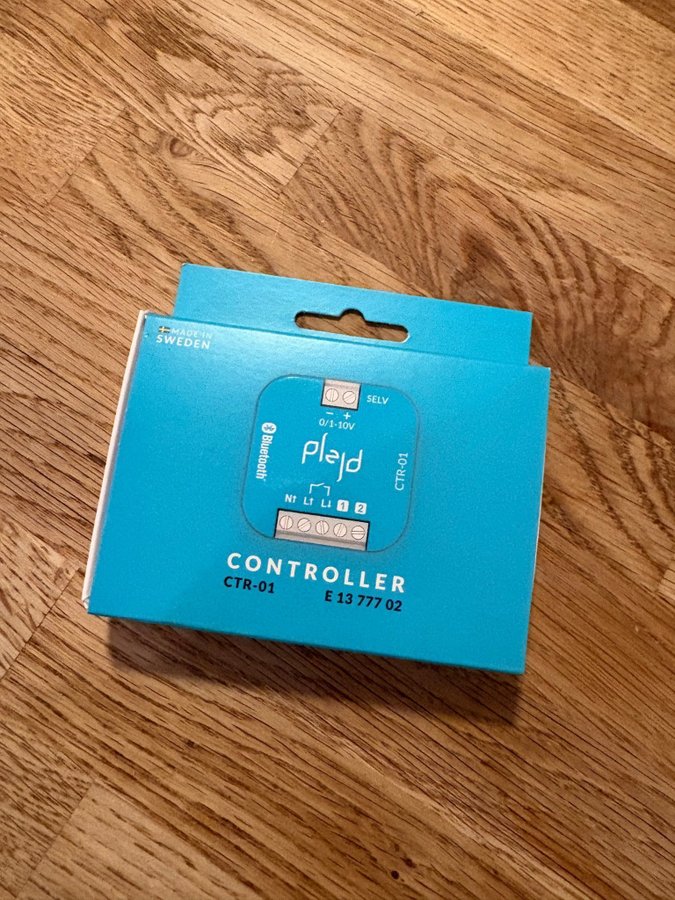 MADE IN
SWEDEN
SELV
- +
0/1-10V
Bluetooth®
plejd
CTR-01
N↑ L↑ L↓ 1 2
CONTROLLER
CTR-01 E 13 777 02